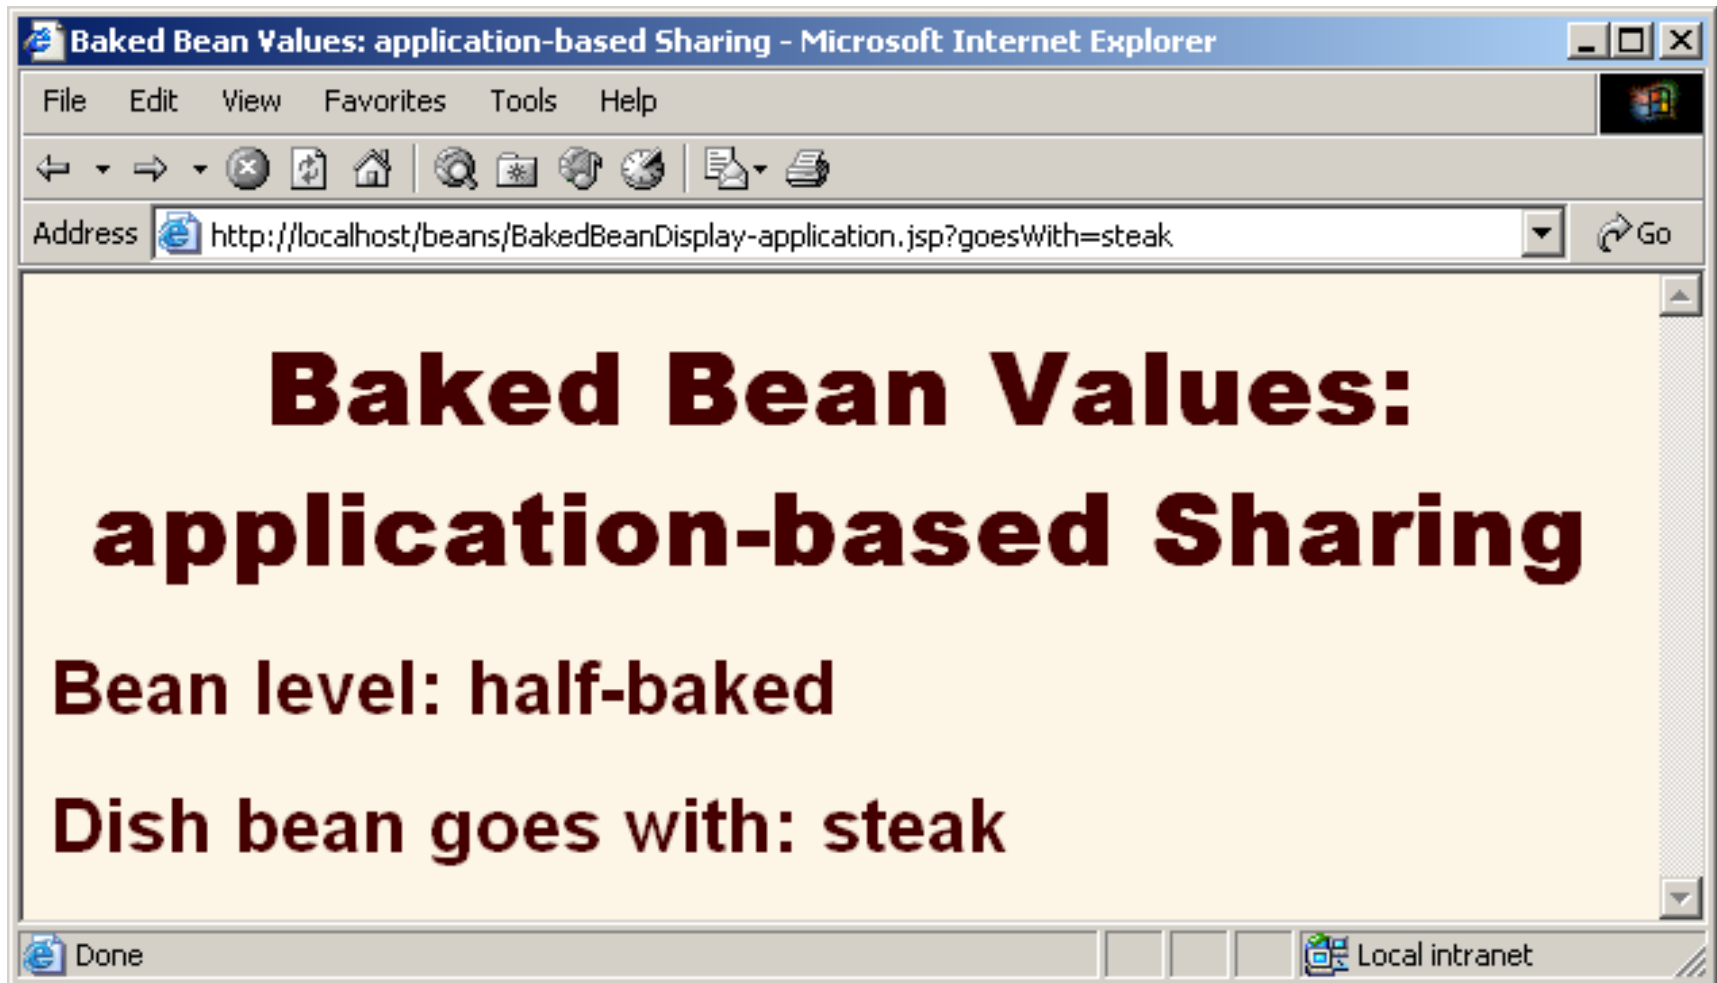 Baked Bean Values: application-based Sharing - Microsoft Internet Explorer
File Edit View Favorites Tools Help
Address http://localhost/beans/BakedBeanDisplay-application.jsp?goesWith=steak Go
Baked Bean Values:
application-based Sharing
Bean level: half-baked
Dish bean goes with: steak
Done Local intranet